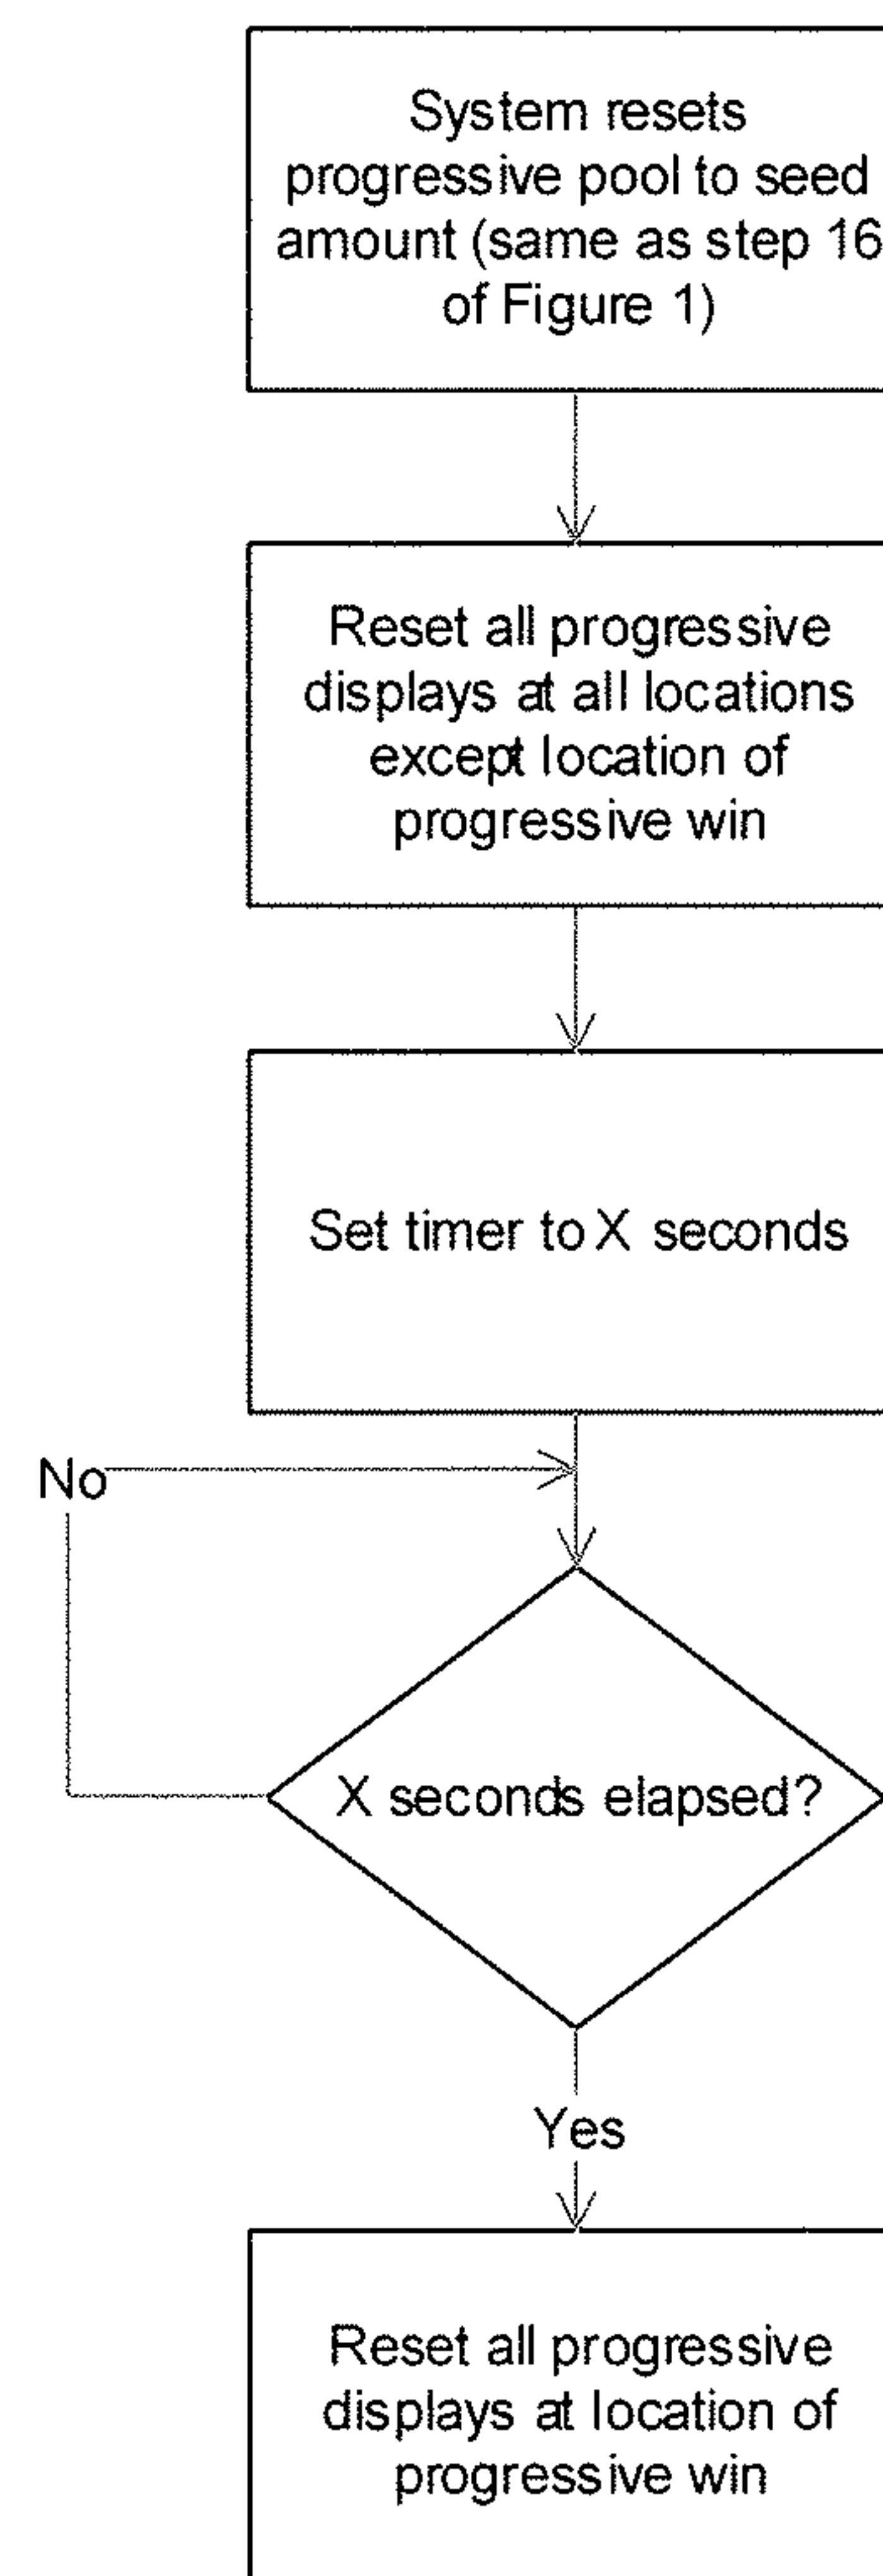 System resets
progressive pool to seed
amount (same as step 16
of Figure 1)
Reset all progressive
displays at all locations
except location of
progressive win
Set timer to X seconds
No
X seconds elapsed?
Yes
Reset all progressive
displays at location of
progressive win